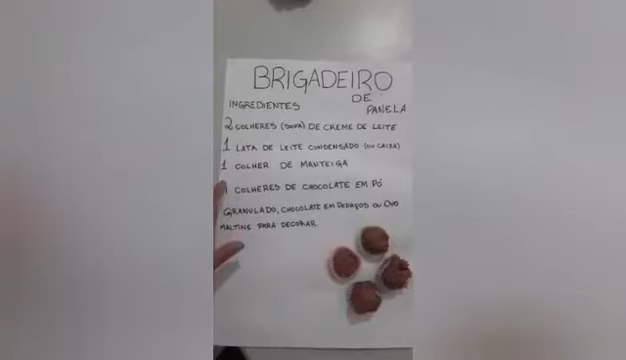 BRIGADEIRO
DE
PANELA
INGREDIENTES
2 COLHERES (SOPA) DE CREME DE LEITE
1 LATA DE LEITE CONDENSADO (OU CAIXA)
1 COLHER DE MANTEIGA
COLHERES DE CHOCOLATE EM PÓ
GRANULADO, CHOCOLATE EM PEDAÇOS OU OVO
MALTINE PARA DECORAR.